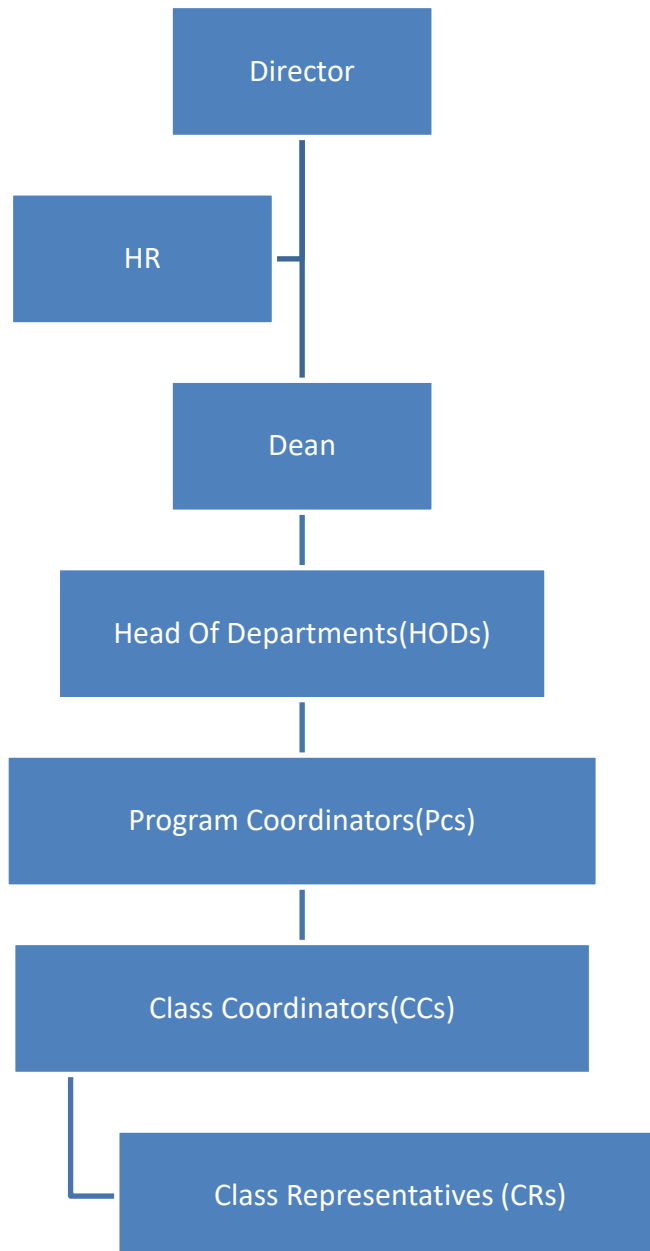 Director
HR
Dean
Head Of Departments(HODs)
Program Coordinators(Pcs)
Class Coordinators(CCs)
Class Representatives (CRs)